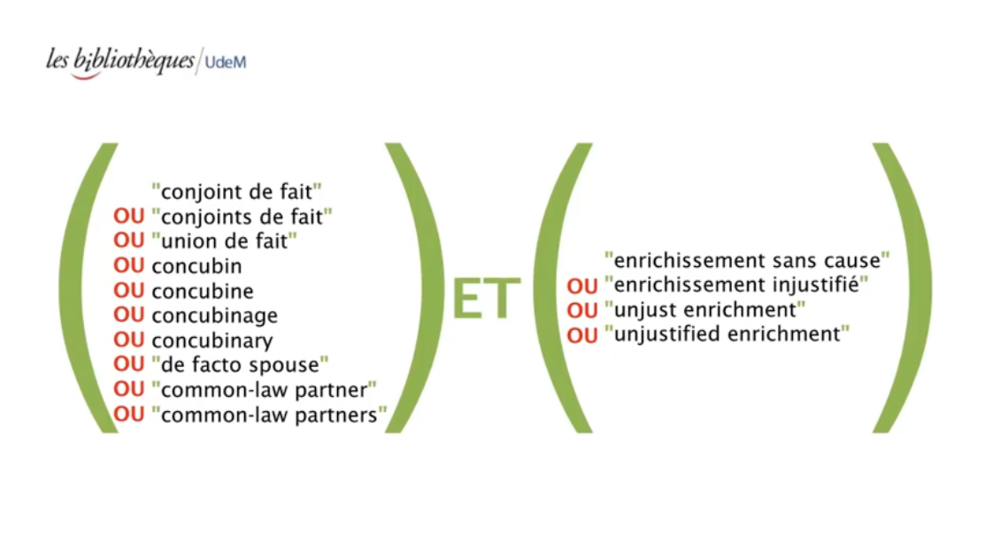 les bibliothèques/UdeM
"conjoint de fait"
OU "conjoints de fait"
OU "union de fait"
OU concubin
OU concubine
OU concubinage
OU concubinary
OU "de facto spouse"
OU "common-law partner"
OU "common-law partners"
ET
"enrichissement sans cause"
OU "enrichissement injustifié"
OU "unjust enrichment"
OU "unjustified enrichment"